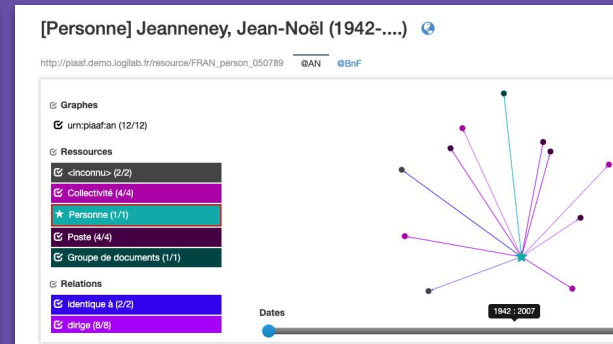 [Personne] Jeanneney, Jean-Noël (1942-....)
http://piaaf.demo.logilab.fr/resource/FRAN_person_050789 @AN @BnF
Graphes
urn:piaaf:an (12/12)
Ressources
<inconnu> (2/2)
Collectivité (4/4)
Personne (1/1)
Poste (4/4)
Groupe de documents (1/1)
Relations
identique à (2/2)
dirige (8/8)
Dates
1942 : 2007